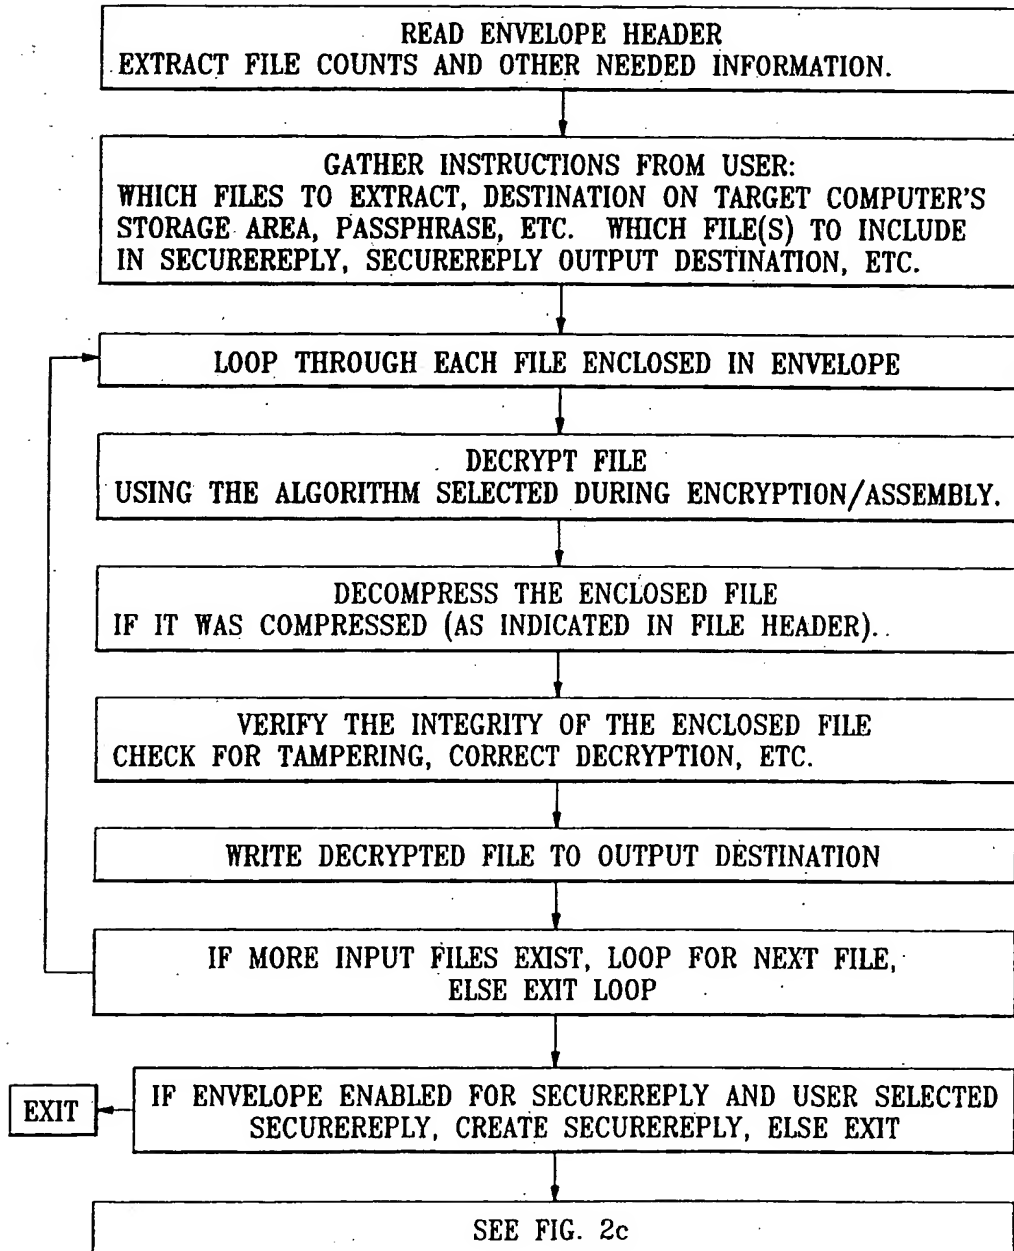 READ ENVELOPE HEADER
EXTRACT FILE COUNTS AND OTHER NEEDED INFORMATION.
GATHER INSTRUCTIONS FROM USER:
WHICH FILES TO EXTRACT, DESTINATION ON TARGET COMPUTER'S
STORAGE AREA, PASSPHRASE, ETC. WHICH FILE(S) TO INCLUDE
IN SECUREREPLY, SECUREREPLY OUTPUT DESTINATION, ETC.
LOOP THROUGH EACH FILE ENCLOSED IN ENVELOPE
DECRYPT FILE
USING THE ALGORITHM SELECTED DURING ENCRYPTION/ASSEMBLY.
DECOMPRESS THE ENCLOSED FILE
IF IT WAS COMPRESSED (AS INDICATED IN FILE HEADER).
VERIFY THE INTEGRITY OF THE ENCLOSED FILE
CHECK FOR TAMPERING, CORRECT DECRYPTION, ETC.
WRITE DECRYPTED FILE TO OUTPUT DESTINATION
IF MORE INPUT FILES EXIST, LOOP FOR NEXT FILE,
ELSE EXIT LOOP
EXIT
IF ENVELOPE ENABLED FOR SECUREREPLY AND USER SELECTED
SECUREREPLY, CREATE SECUREREPLY, ELSE EXIT
SEE FIG. 2c